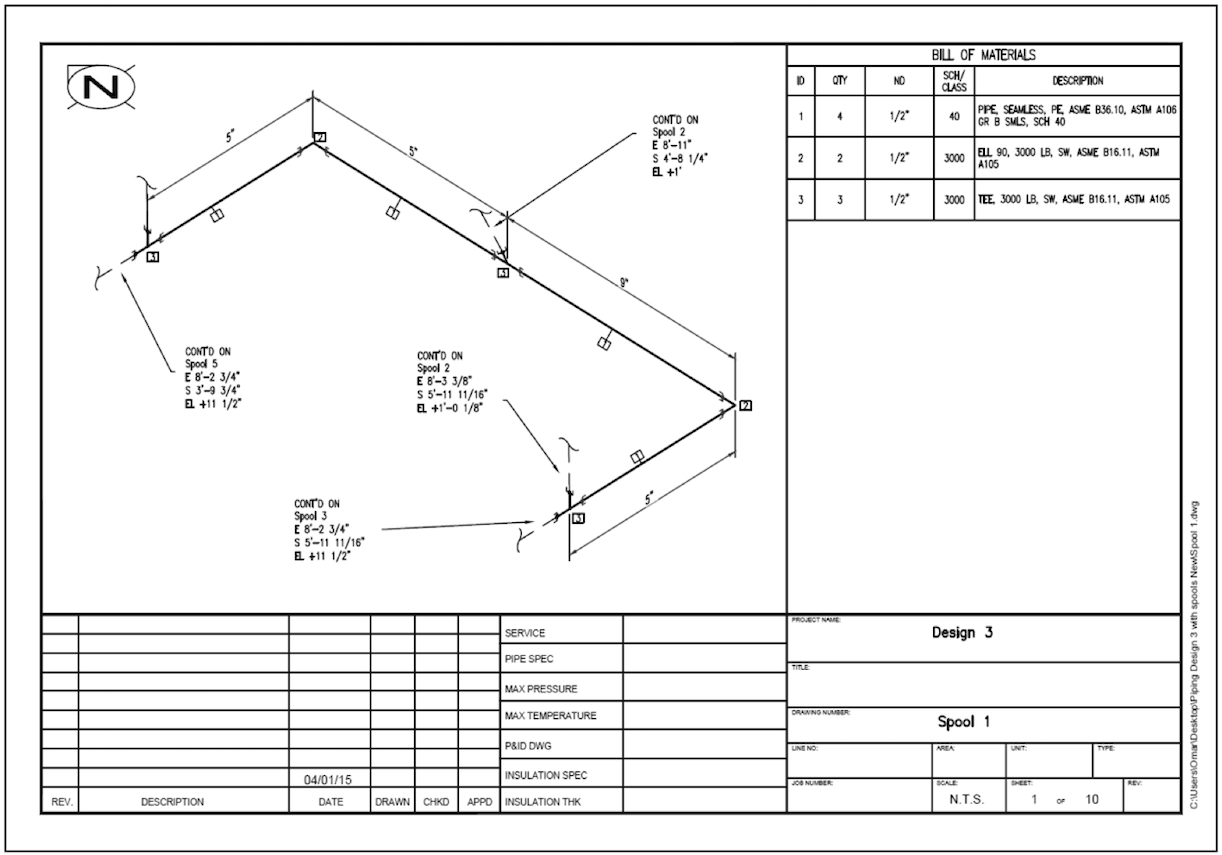 N
5"
5"
9"
5"
2
3
1
1
3
1
2
1
3
CONT'D ON
Spool 2
E 8'-11"
S 4'-8 1/4"
EL +1'
CONT'D ON
Spool 5
E 8'-2 3/4"
S 3'-9 3/4"
EL +11 1/2"
CONT'D ON
Spool 2
E 8'-3 3/8"
S 5'-11 11/16"
EL +1'-0 1/8"
CONT'D ON
Spool 3
E 8'-2 3/4"
S 5'-11 11/16"
EL +11 1/2"
BILL OF MATERIALS
ID QTY ND SCH/ CLASS DESCRIPTION
1 4 1/2" 40 PIPE, SEAMLESS, PE, ASME B36.10, ASTM A106
GR B SMLS, SCH 40
2 2 1/2" 3000 ELL 90, 3000 LB, SW, ASME B16.11, ASTM
A105
3 3 1/2" 3000 TEE, 3000 LB, SW, ASME B16.11, ASTM A105
04/01/15
REV. DESCRIPTION DATE DRAWN CHKD APPD
SERVICE
PIPE SPEC
MAX PRESSURE
MAX TEMPERATURE
P&ID DWG
INSULATION SPEC
INSULATION THK
PROJECT NAME:
Design 3
TITLE:
DRAWING NUMBER:
Spool 1
LINE NO: AREA: UNIT: TYPE:
JOB NUMBER: SCALE: SHEET: REV:
N.T.S. 1 OF 10
C:\Users\Omar\Desktop\Piping Design 3 with spools New\Spool 1.dwg